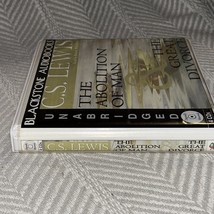 BLACKSTONE AUDIOBOOKS
C.S. LEWIS
THE
ABOLITION
OF MAN
THE
GREAT
DIVORCE
UNABRIDGED
C.S. LEWIS
THE
ABOLITION
OF MAN
THE
GREAT
DIVORCE